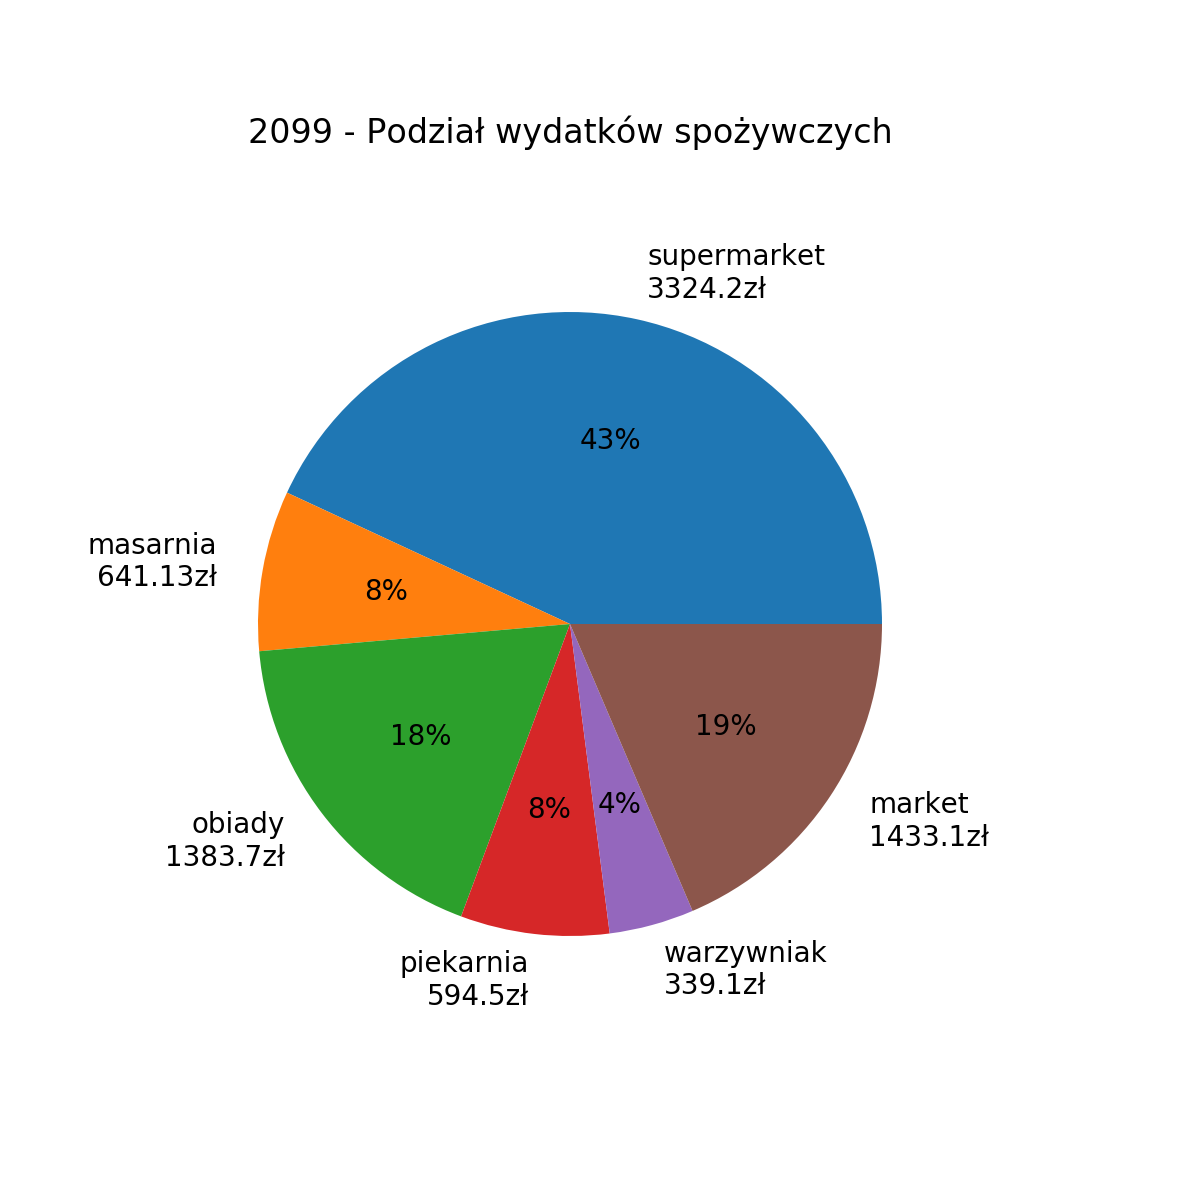 2099 - Podział wydatków spożywczych
supermarket
3324.2zł
43%
masarnia
641.13zł
8%
18%
obiady
1383.7zł
8%
piekarnia
594.5zł
4%
warzywniak
339.1zł
19%
market
1433.1zł